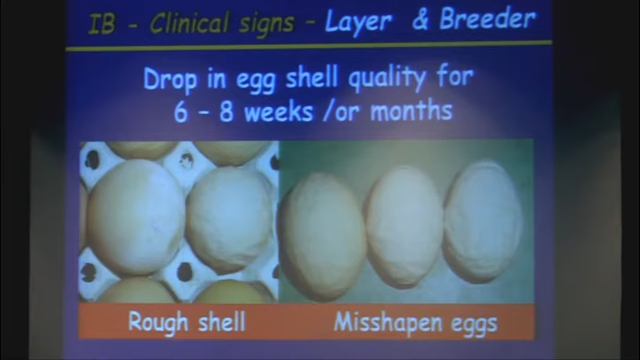 IB - Clinical signs - Layer & Breeder
Drop in egg shell quality for
6 - 8 weeks /or months
Rough shell
Misshapen eggs